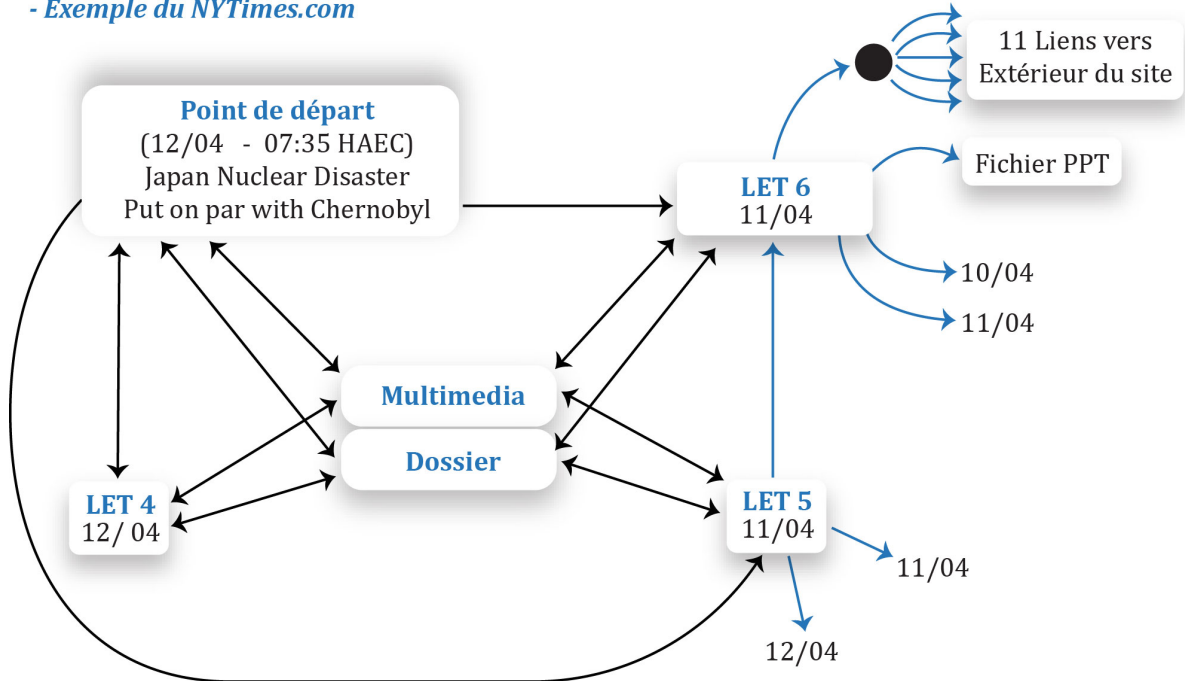 - Exemple du NYTimes.com
Point de départ
(12/04 - 07:35 HAEC)
Japan Nuclear Disaster
Put on par with Chernobyl
11 Liens vers
Extérieur du site
Fichier PPT
LET 6
11/04
10/04
11/04
Multimedia
Dossier
LET 4
12/ 04
LET 5
11/04
11/04
12/04